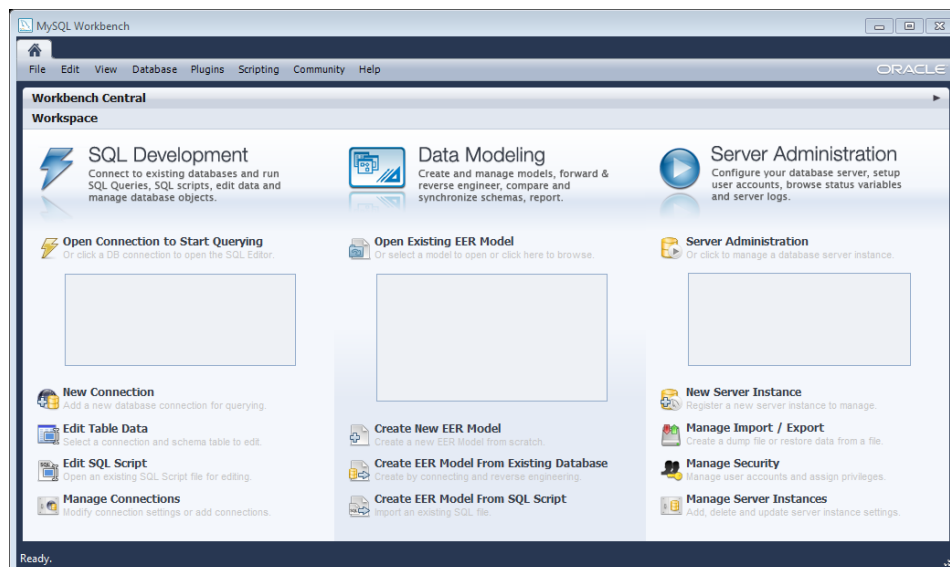 MySQL Workbench
File Edit View Database Plugins Scripting Community Help
ORACLE
Workbench Central
Workspace
SQL Development
Connect to existing databases and run
SQL Queries, SQL scripts, edit data and
manage database objects.
Open Connection to Start Querying
Or click a DB connection to open the SQL Editor.
New Connection
Add a new database connection for querying.
Edit Table Data
Select a connection and schema table to edit.
Edit SQL Script
Open an existing SQL Script file for editing.
Manage Connections
Modify connection settings or add connections.
Data Modeling
Create and manage models, forward &
reverse engineer, compare and
synchronize schemas, report.
Open Existing EER Model
Or select a model to open or click here to browse.
Create New EER Model
Create a new EER Model from scratch.
Create EER Model From Existing Database
Create by connecting and reverse engineering.
Create EER Model From SQL Script
Import an existing SQL file.
Server Administration
Configure your database server, setup
user accounts, browse status variables
and server logs.
Server Administration
Or click to manage a database server instance.
New Server Instance
Register a new server instance to manage.
Manage Import / Export
Create a dump file or restore data from a file.
Manage Security
Manage user accounts and assign privileges.
Manage Server Instances
Add, delete and update server instance settings.
Ready.